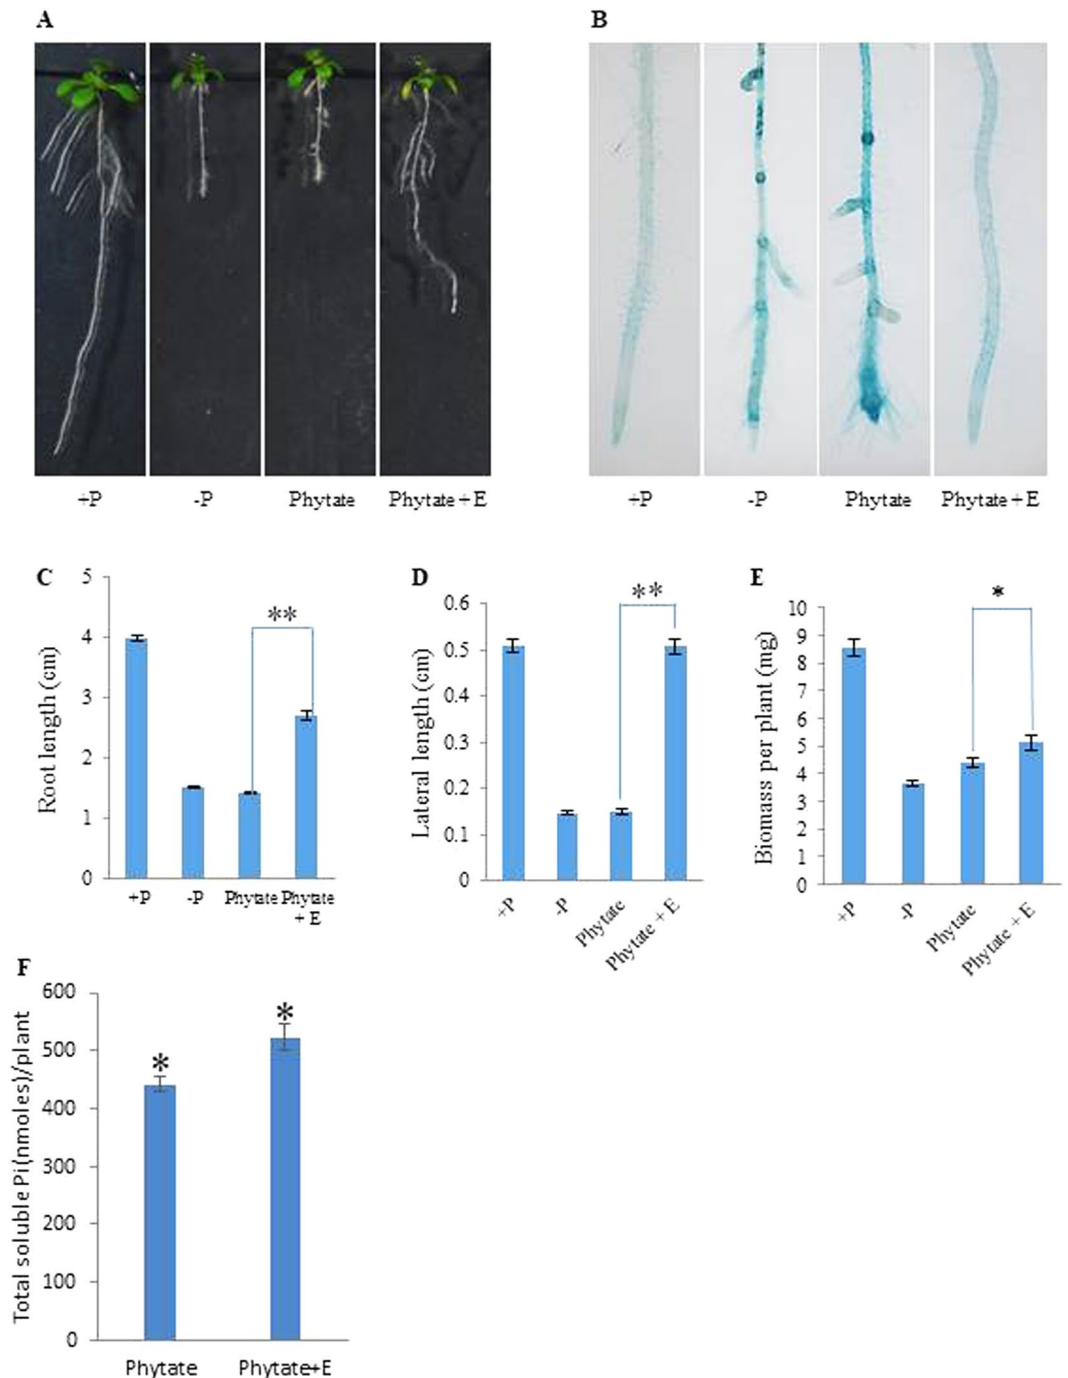 A
B
+P -P Phytate Phytate + E
+P -P Phytate Phytate + E
C
5
4
3
2
1
0
Root length (cm)
**
+P -P Phytate Phytate
+ E
D
0.6
0.5
0.4
0.3
0.2
0.1
0
Lateral length (cm)
**
+P
-P
Phytate
Phytate + E
E
10
9
8
7
6
5
4
3
2
1
0
Biomass per plant (mg)
*
+P
-P
Phytate
Phytate + E
F
600
500
400
300
200
100
0
Total soluble Pi(nmoles)/plant
*
*
Phytate Phytate+E